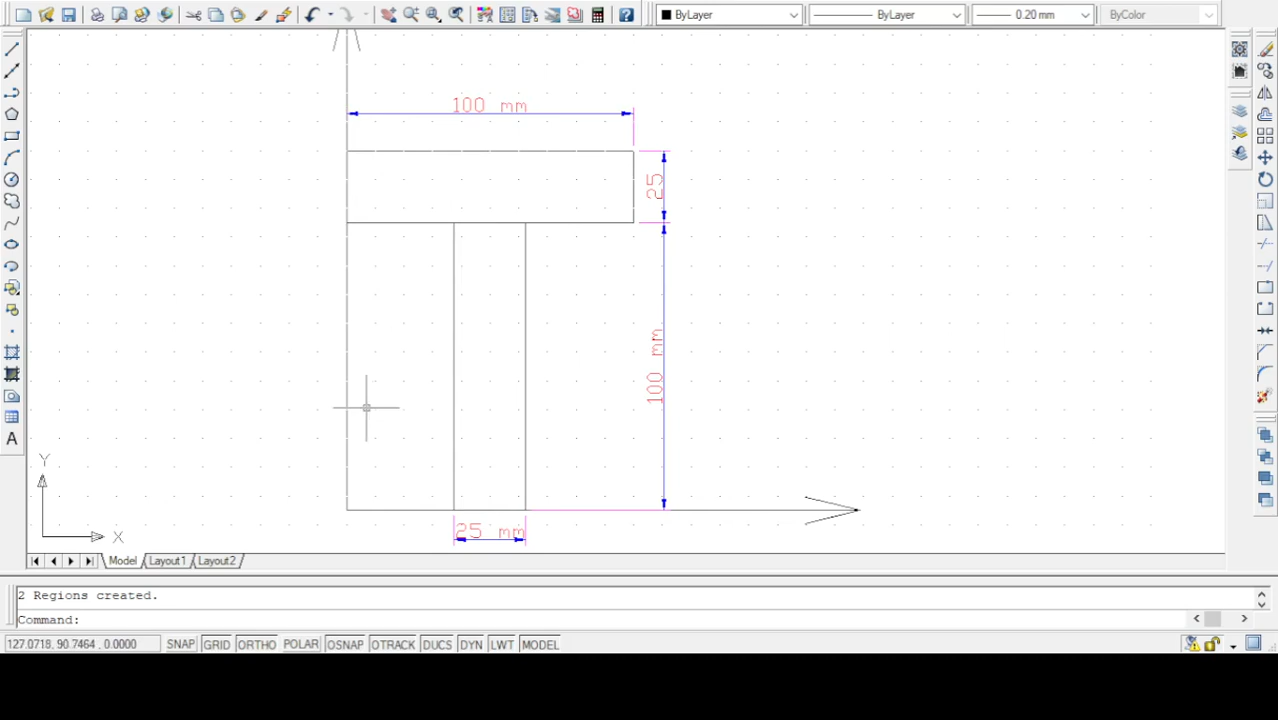 ByLayer
ByLayer
0.20 mm
ByColor
100 mm
25
100 mm
25 mm
Y
X
Model
Layout1
Layout2
2 Regions created.
Command:
127.0718, 90.7464 , 0.0000
SNAP
GRID
ORTHO
POLAR
OSNAP
OTRACK
DUCS
DYN
LWT
MODEL
A